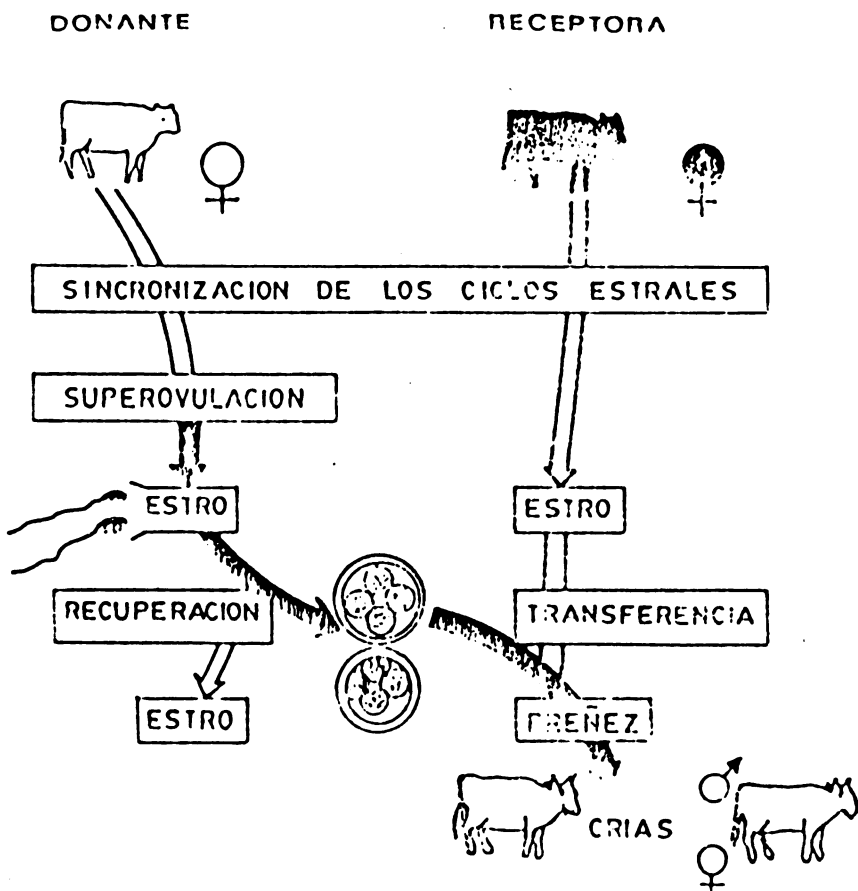 DONANTE
RECEPTORA
SINCRONIZACION DE LOS CICLOS ESTRALES
SUPEROVULACION
ESTRO
ESTRO
RECUPERACION
TRANSFERENCIA
ESTRO
PREÑEZ
CRIAS